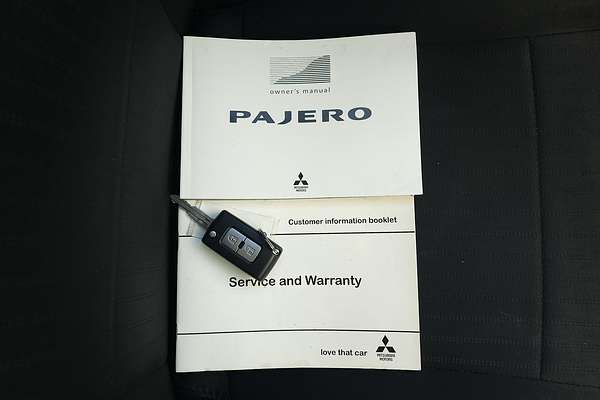 owner's manual
PAJERO
MITSUBISHI
MOTORS
Customer information booklet
Service and Warranty
love that car
MITSUBISHI
MOTORS